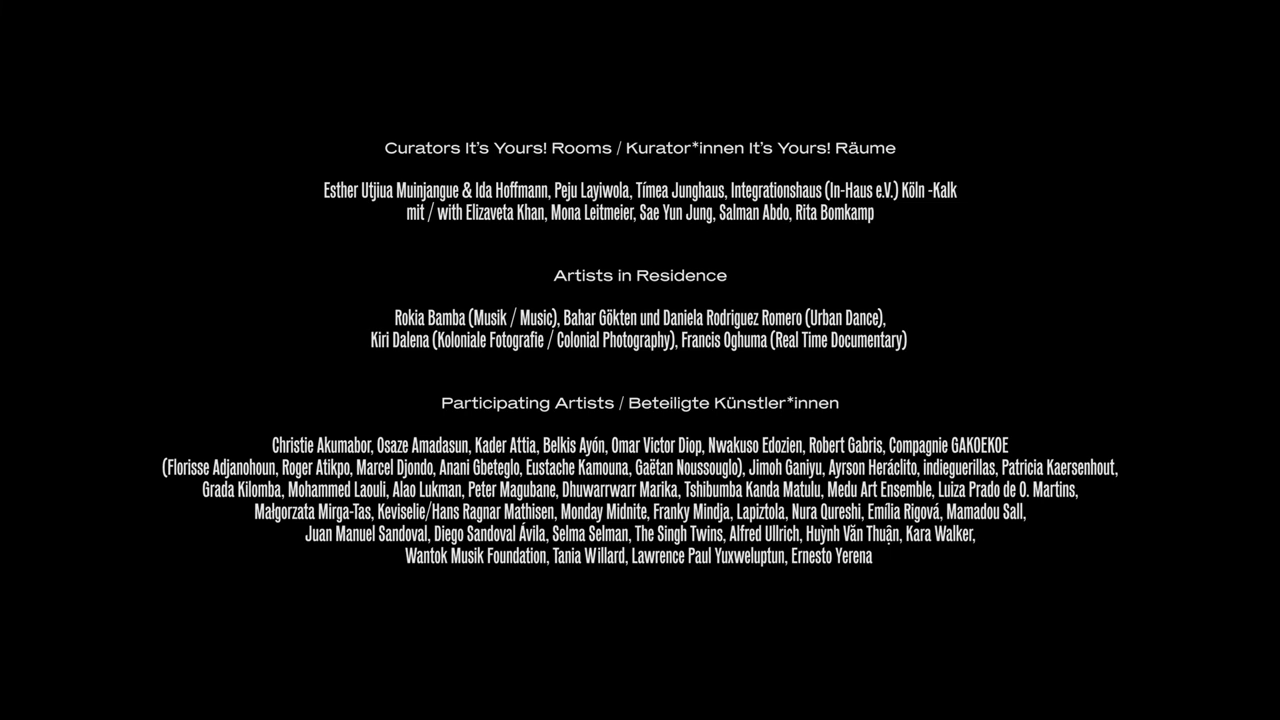 Curators It's Yours! Rooms / Kurator*innen It's Yours! Räume
Esther Utjiua Muinjangue & Ida Hoffmann, Peju Layiwola, Tímea Junghaus, Integrationshaus (In-Haus e.V.) Köln -Kalk
mit / with Elizaveta Khan, Mona Leitmeier, Sae Yun Jung, Salman Abdo, Rita Bomkamp
Artists in Residence
Rokia Bamba (Musik / Music), Bahar Gökten und Daniela Rodriguez Romero (Urban Dance),
Kiri Dalena (Koloniale Fotografie / Colonial Photography), Francis Oghuma (Real Time Documentary)
Participating Artists / Beteiligte Künstler*innen
Christie Akumabor, Osaze Amadasun, Kader Attia, Belkis Ayón, Omar Victor Diop, Nwakuso Edozien, Robert Gabris, Compagnie GAKOEKOE
(Florisse Adjanohoun, Roger Atikpo, Marcel Djondo, Anani Gbeteglo, Eustache Kamouna, Gaëtan Noussouglo), Jimoh Ganiyu, Ayrson Heráclito, indieguerillas, Patricia Kaersenhout,
Grada Kilomba, Mohammed Laouli, Alao Lukman, Peter Magubane, Dhuwarrwarr Marika, Tshibumba Kanda Matulu, Medu Art Ensemble, Luiza Prado de O. Martins,
Małgorzata Mirga-Tas, Keviselie/Hans Ragnar Mathisen, Monday Midnite, Franky Mindja, Lapiztola, Nura Qureshi, Emília Rigová, Mamadou Sall,
Juan Manuel Sandoval, Diego Sandoval Ávila, Selma Selman, The Singh Twins, Alfred Ullrich, Huỳnh Văn Thuận, Kara Walker,
Wantok Musik Foundation, Tania Willard, Lawrence Paul Yuxweluptun, Ernesto Yerena